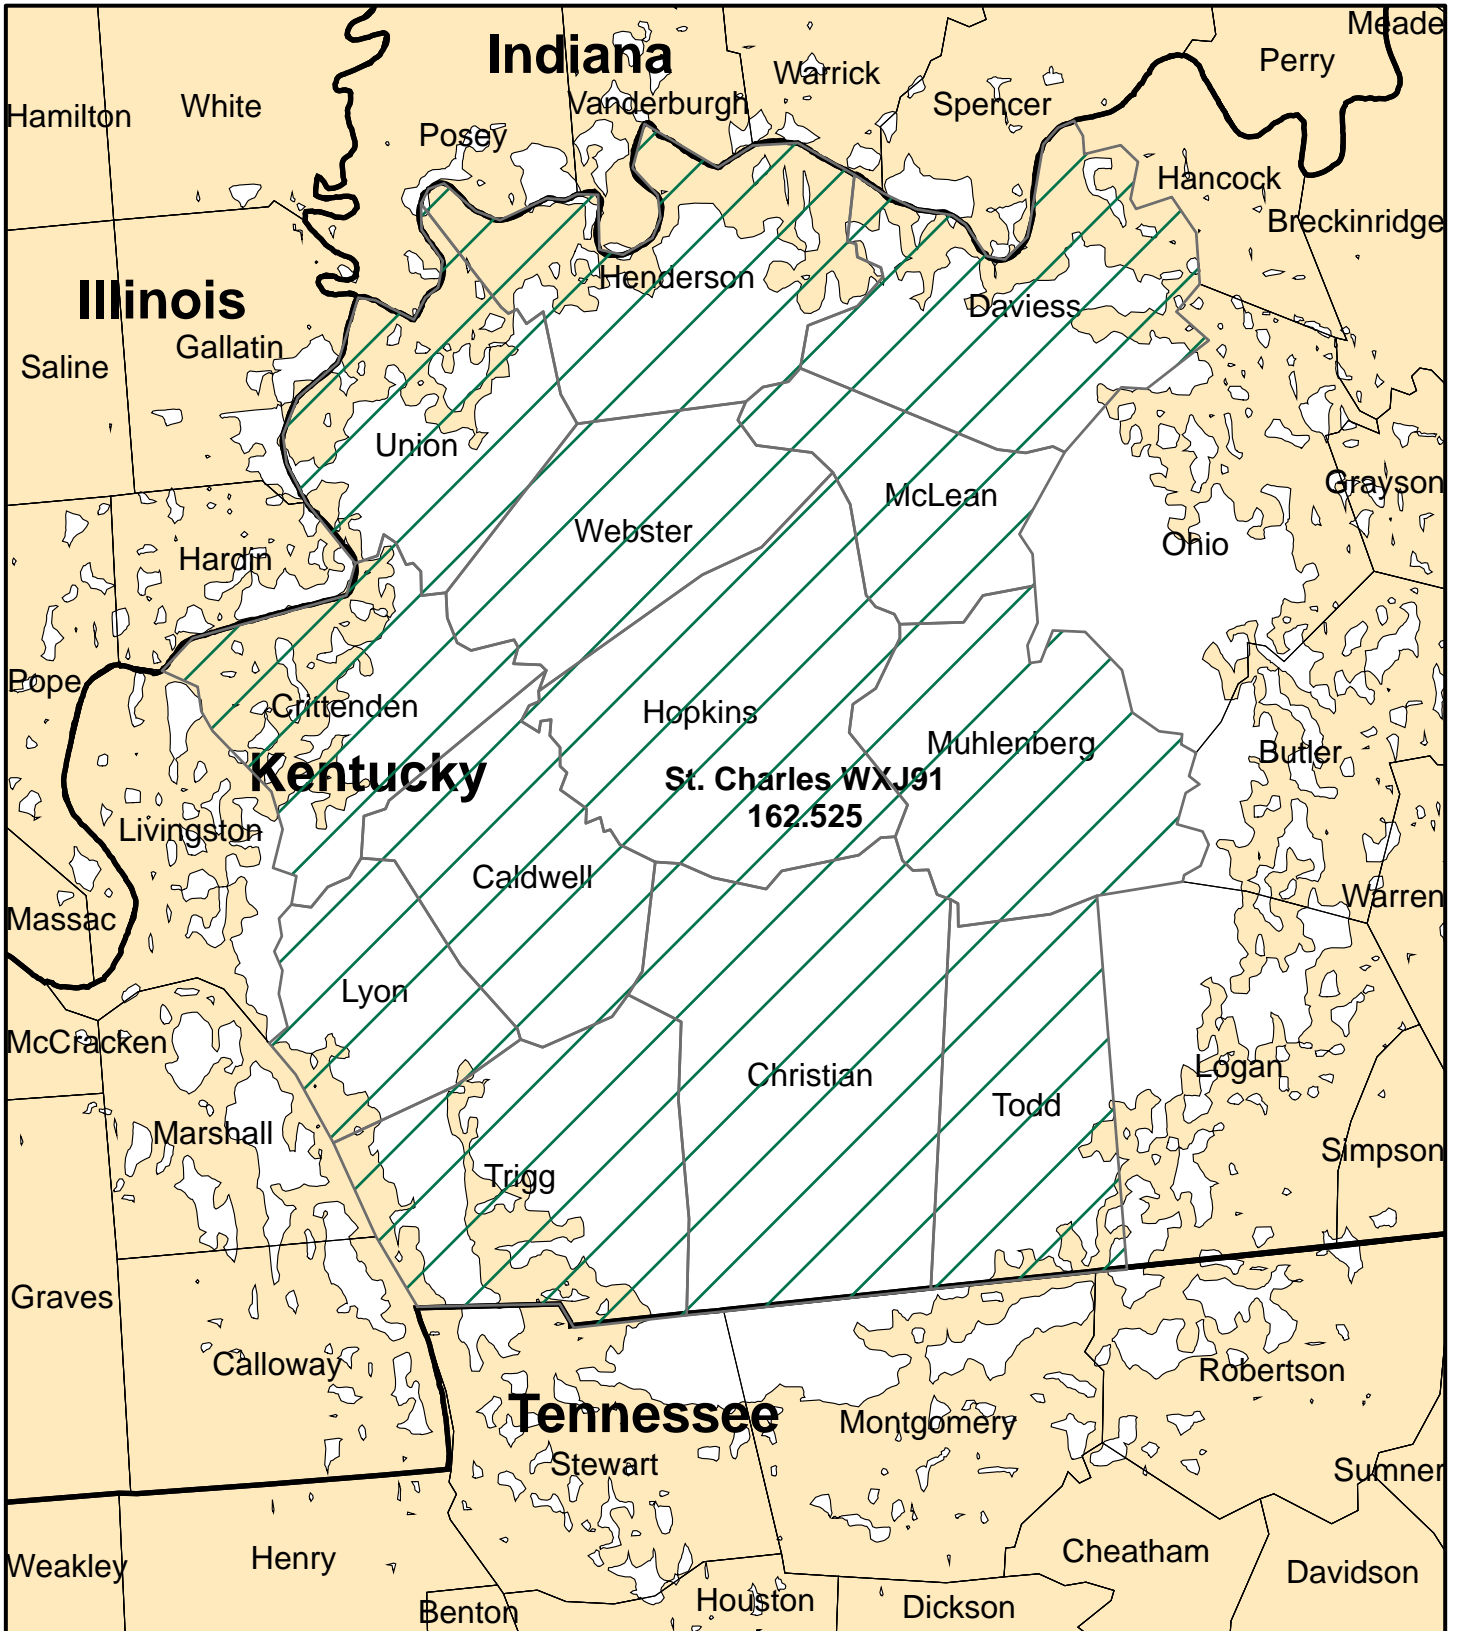 Meade
Indiana
Perry
Warrick
Hamilton
White
Vanderburgh
Spencer
Posey
Hancock
Breckinridge
Henderson
Illinois
Daviess
Gallatin
Saline
Union
Grayson
McLean
Webster
Ohio
Hardin
Pope
Crittenden
Hopkins
Muhlenberg
Butler
Kentucky
St. Charles WXJ91
162.525
Livingston
Caldwell
Warren
Massac
Lyon
McCracken
Christian
Logan
Todd
Marshall
Simpson
Trigg
Graves
Calloway
Robertson
Tennessee
Montgomery
Stewart
Sumner
Cheatham
Henry
Weakley
Davidson
Houston
Dickson
Benton